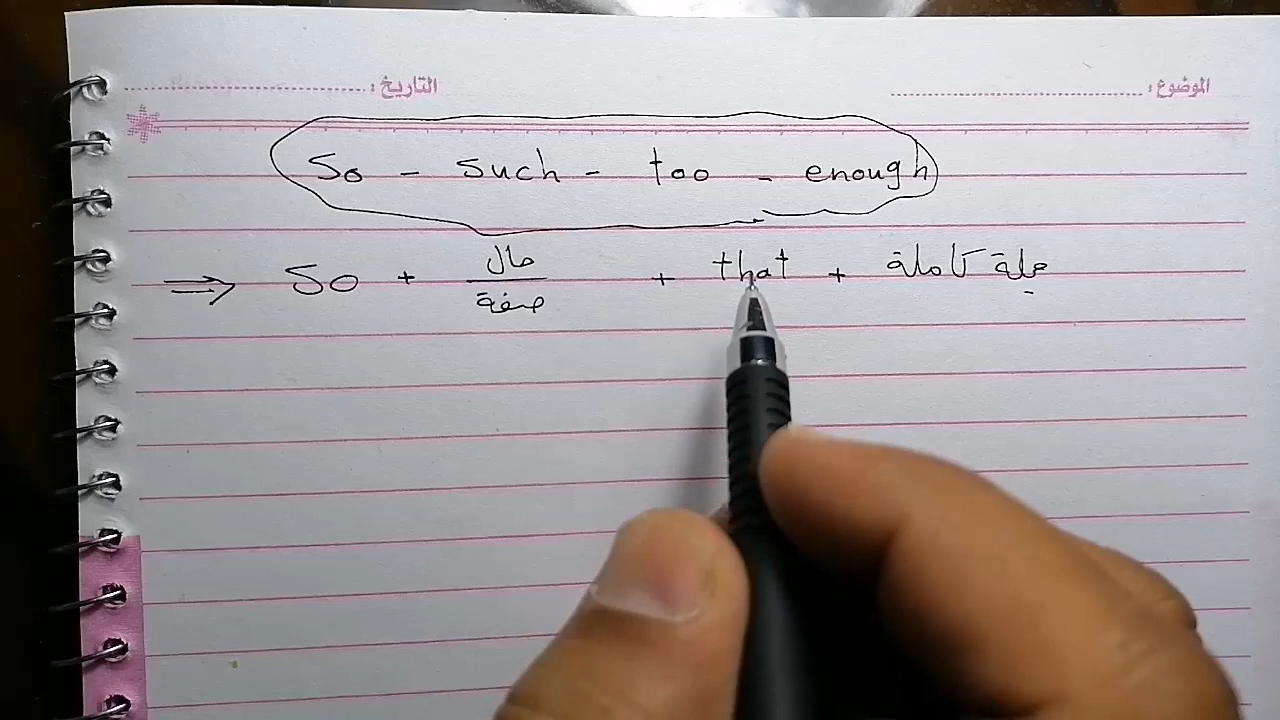 الموضوع : التاريخ :
So - such - too - enough
⇒ So + حال / صفة + that + جملة كاملة